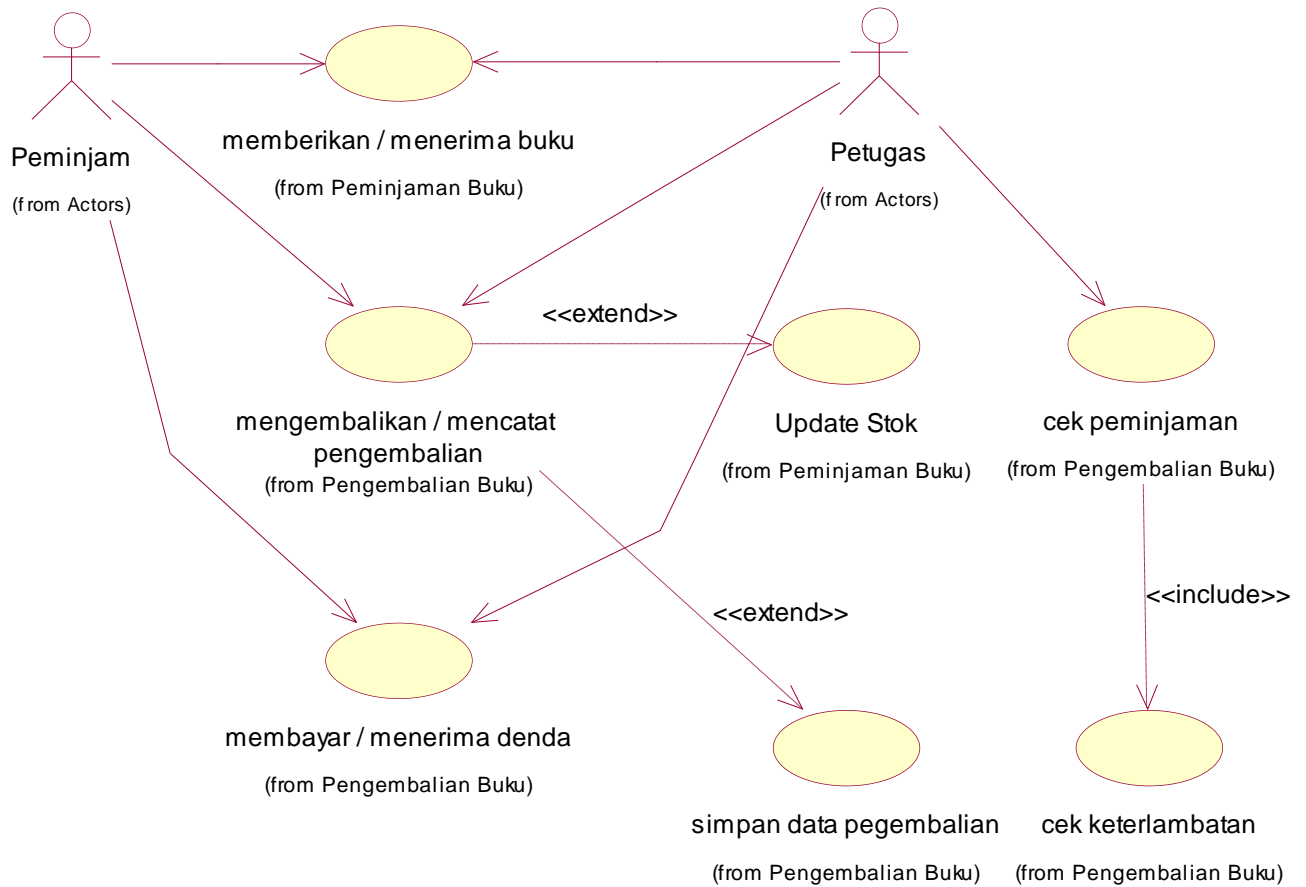 memberikan / menerima buku
(from Peminjaman Buku)
Peminjam
(from Actors)
Petugas
(from Actors)
<<extend>>
mengembalikan / mencatat
pengembalian
(from Pengembalian Buku)
Update Stok
(from Peminjaman Buku)
cek peminjaman
(from Pengembalian Buku)
<<extend>>
<<include>>
membayar / menerima denda
(from Pengembalian Buku)
simpan data pegembalian
(from Pengembalian Buku)
cek keterlambatan
(from Pengembalian Buku)